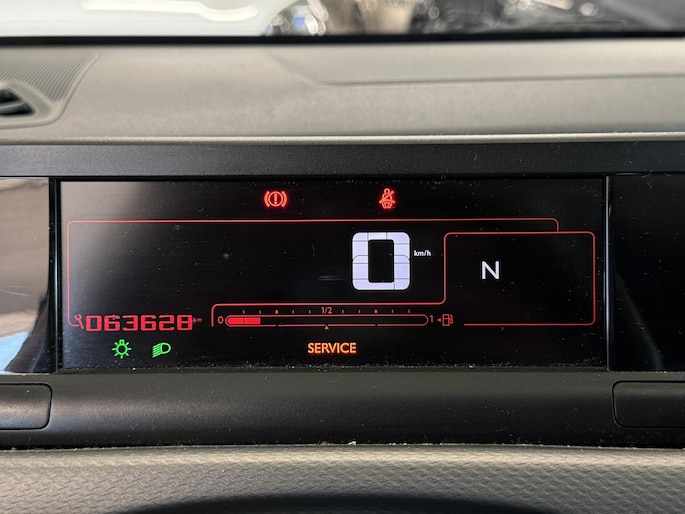 0 km/h
N
063628 km
0 1/2 1
SERVICE